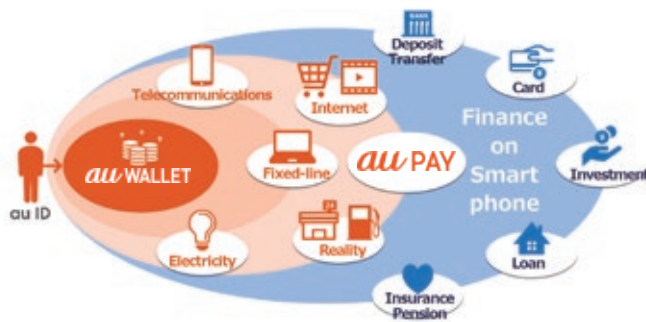 Deposit
Transfer
Card
Telecommunications
Internet
Finance
on
Smart
phone
au WALLET
Fixed-line
au PAY
Investment
au ID
24
Electricity
Reality
Loan
Insurance
Pension